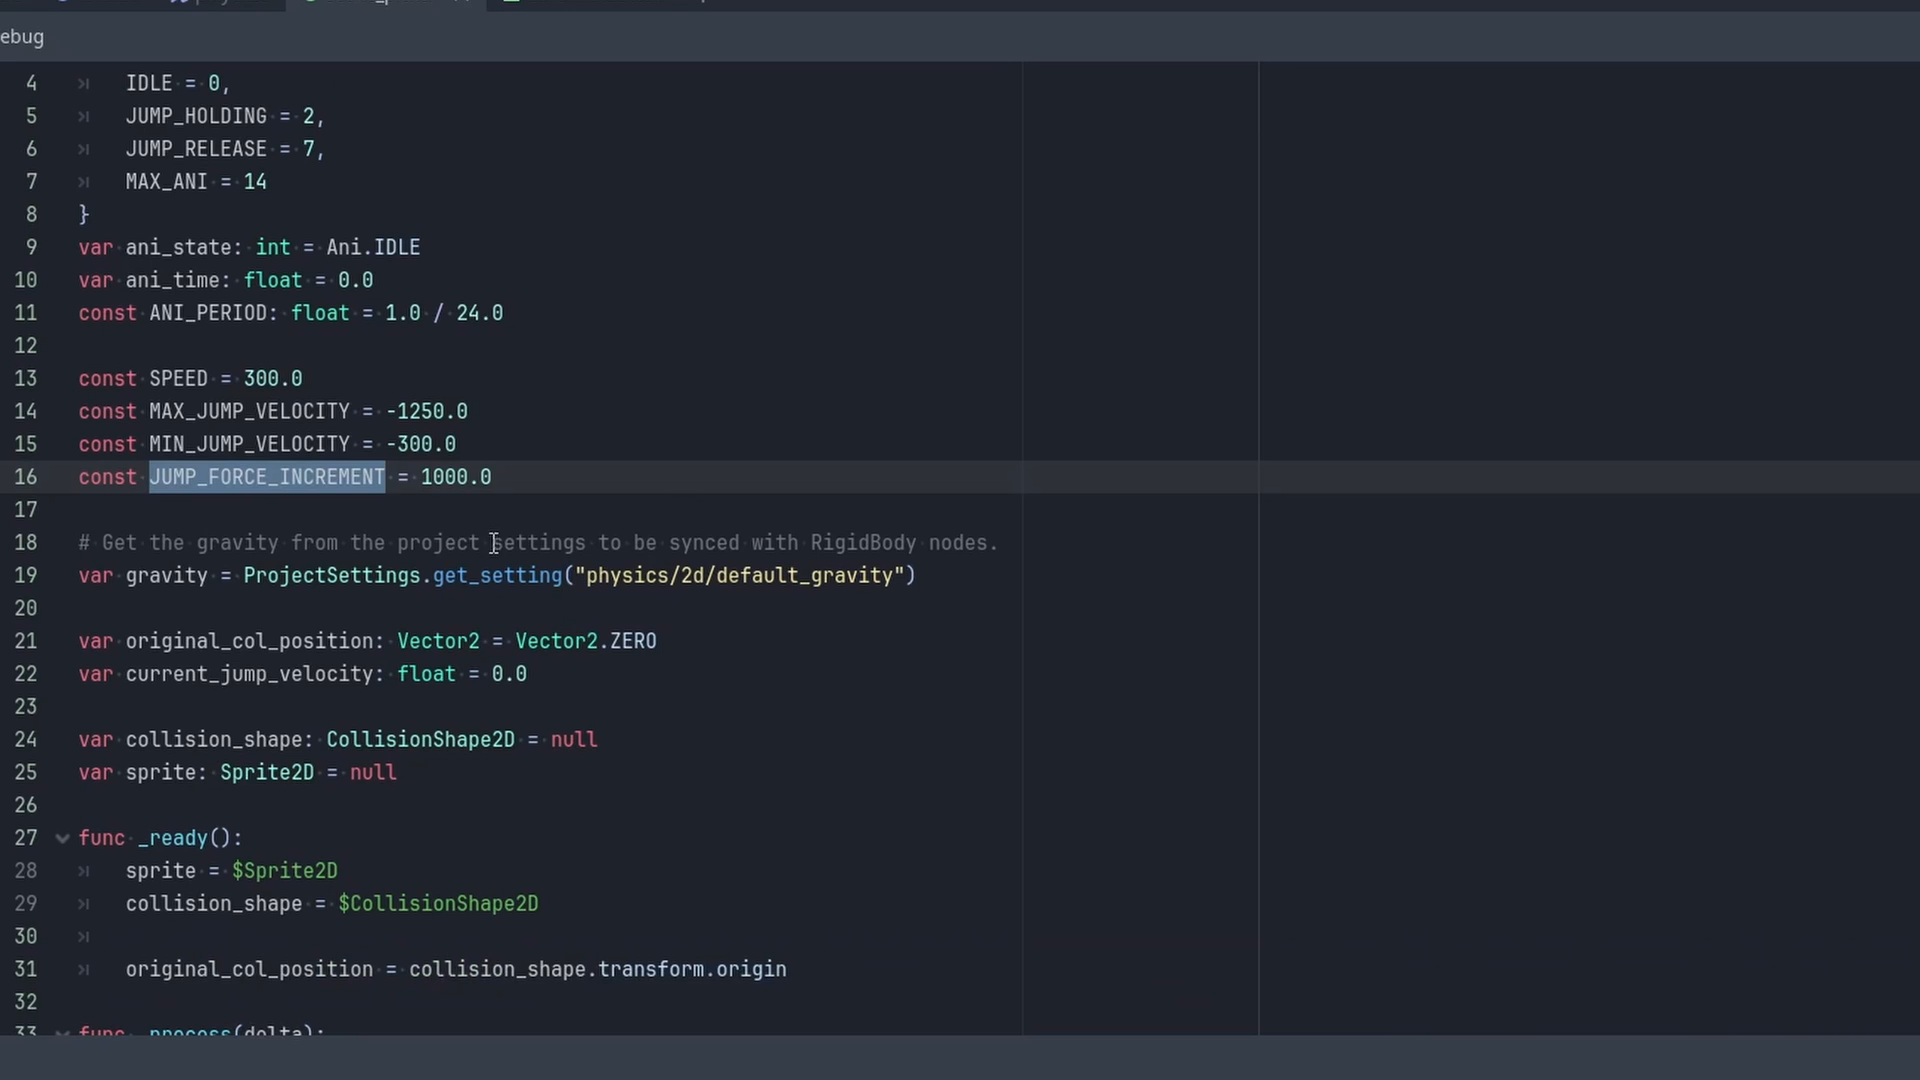 ebug
4 IDLE = 0,
5 JUMP_HOLDING = 2,
6 JUMP_RELEASE = 7,
7 MAX_ANI = 14
8 }
9 var ani_state: int = Ani.IDLE
10 var ani_time: float = 0.0
11 const ANI_PERIOD: float = 1.0 / 24.0
12
13 const SPEED = 300.0
14 const MAX_JUMP_VELOCITY = -1250.0
15 const MIN_JUMP_VELOCITY = -300.0
16 const JUMP_FORCE_INCREMENT = 1000.0
17
18 # Get the gravity from the project settings to be synced with RigidBody nodes.
19 var gravity = ProjectSettings.get_setting("physics/2d/default_gravity")
20
21 var original_col_position: Vector2 = Vector2.ZERO
22 var current_jump_velocity: float = 0.0
23
24 var collision_shape: CollisionShape2D = null
25 var sprite: Sprite2D = null
26
27 func _ready():
28 sprite = $Sprite2D
29 collision_shape = $CollisionShape2D
30
31 original_col_position = collision_shape.transform.origin
32
33 func _process(delta):